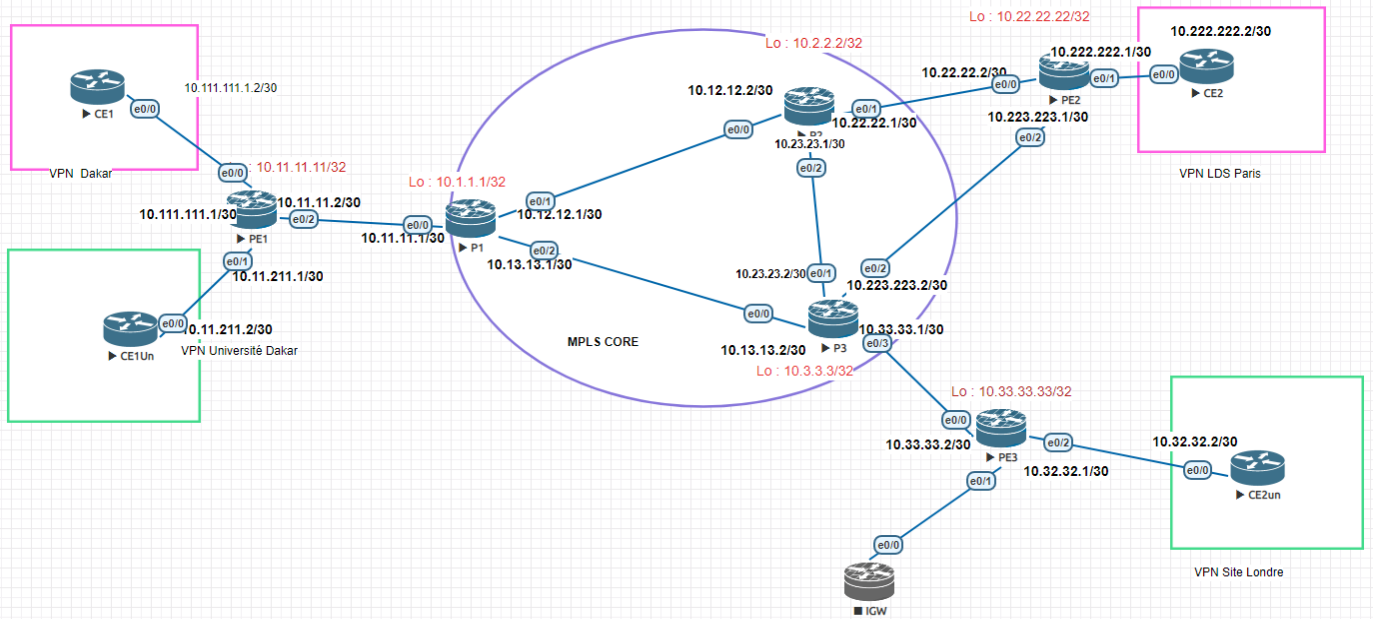 Lo : 10.22.22.22/32
10.222.222.2/30
Lo : 10.2.2.2/32
10.222.222.1/30
10.22.22.2/30
e0/0
e0/1
e0/0
CE2
PE2
CE1
e0/0
10.111.111.1.2/30
10.12.12.2/30
e0/1
10.22.22.1/30
10.223.223.1/30
e0/2
e0/0
10.23.23.1/30
e0/2
VPN Dakar
VPN LDS Paris
e0/0
: 10.11.11.11/32
Lo : 10.1.1.1/32
10.111.111.1/30
10.11.11.2/30
e0/2
PE1
e0/0
10.11.11.1/30
P1
e0/1
10.12.12.1/30
e0/2
10.13.13.1/30
e0/1
10.11.211.1/30
10.23.23.2/30
e0/1
e0/2
10.223.223.2/30
e0/0
10.11.211.2/30
CE1Un
VPN Université Dakar
MPLS CORE
e0/0
10.13.13.2/30
P3
10.33.33.1/30
e0/3
Lo : 10.3.3.3/32
Lo : 10.33.33.33/32
e0/0
10.33.33.2/30
PE3
e0/2
10.32.32.1/30
10.32.32.2/30
e0/0
CE2un
e0/1
e0/0
IGW
VPN Site Londre